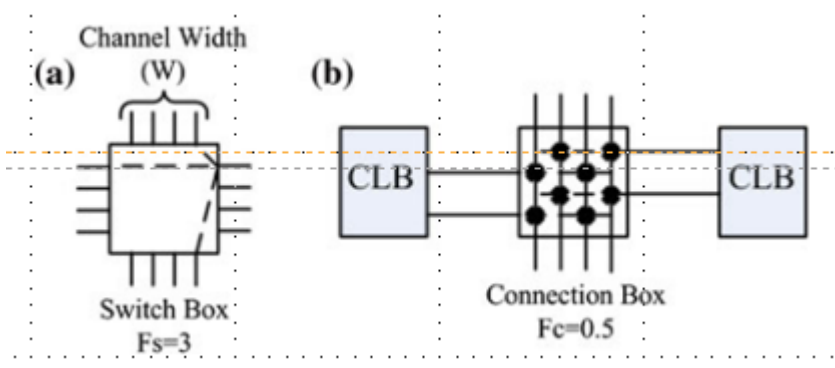 Channel Width
(a)
(W)
(b)
CLB
CLB
Switch Box
Fs=3
Connection Box
Fc=0.5